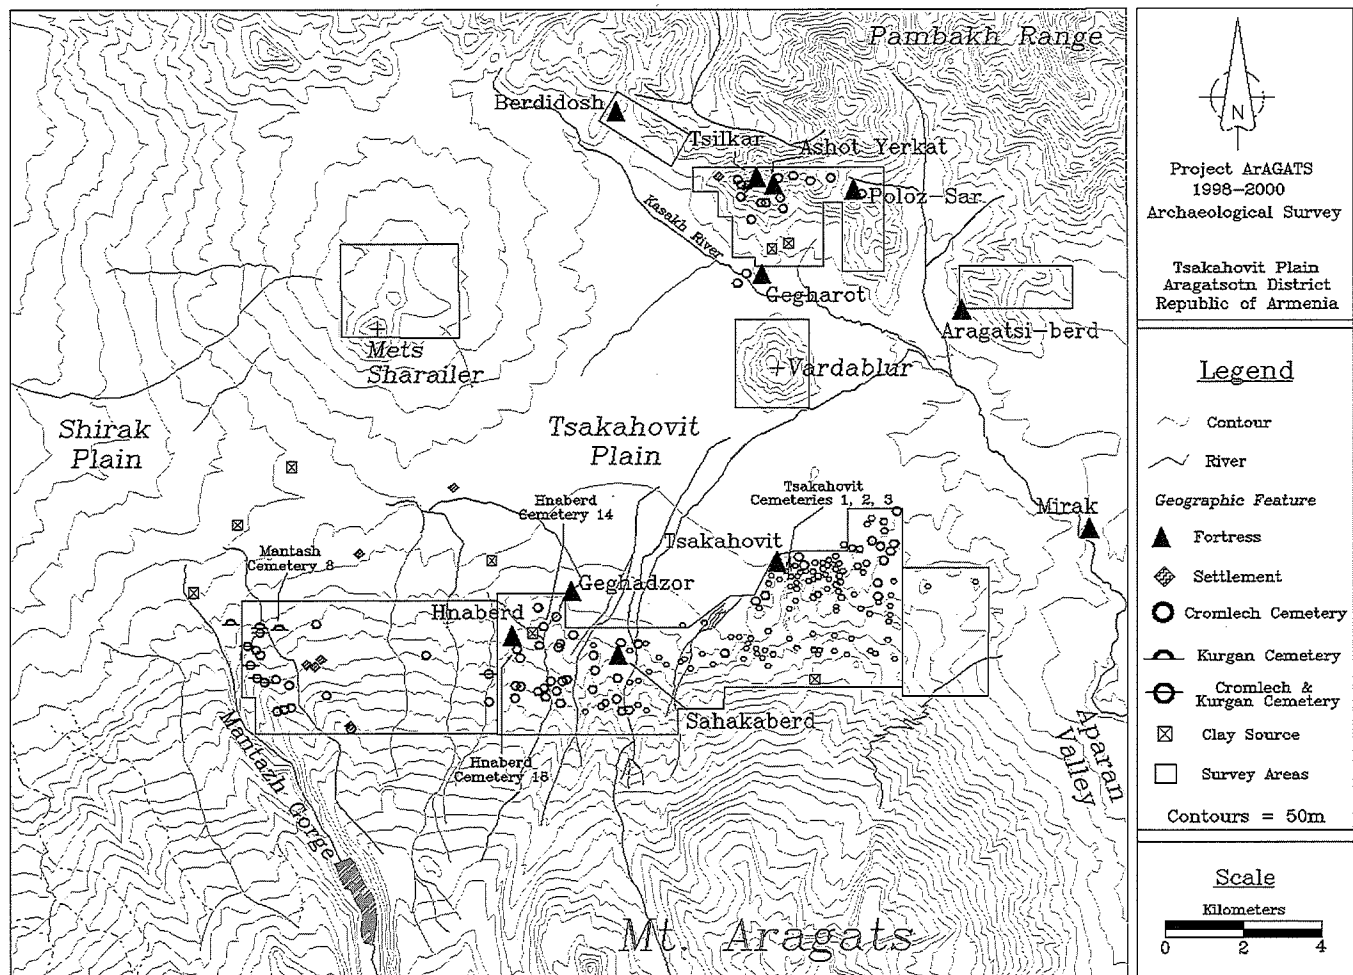 Pambakh Range
Berdidosh
Tsilkar
Ashot Yerkat
Poloz-Sar
Kasakh River
Gegharot
Aragatsi-berd
Mets
Sharailer
Vardablur
Shirak
Plain
Tsakahovit
Plain
Tsakahovit
Cemeteries 1, 2, 3
Hnaberd
Cemetery 14
Mirak
Mantash
Cemetery 8
Tsakahovit
Geghadzor
Hnaberd
Sahakaberd
Hnaberd
Cemetery 18
Mantazh Gorge
Aparan
Valley
Mt. Aragats
N
Project ArAGATS
1998-2000
Archaeological Survey
Tsakahovit Plain
Aragatsotn District
Republic of Armenia
Legend
Contour
River
Geographic Feature
Fortress
Settlement
Cromlech Cemetery
Kurgan Cemetery
Cromlech &
Kurgan Cemetery
Clay Source
Survey Areas
Contours = 50m
Scale
Kilometers
0 2 4